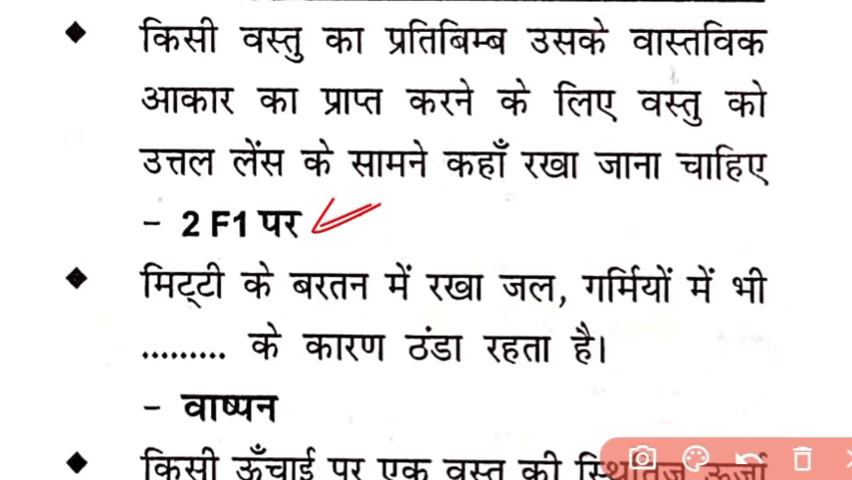 किसी वस्तु का प्रतिबिम्ब उसके वास्तविक
आकार का प्राप्त करने के लिए वस्तु को
उत्तल लेंस के सामने कहाँ रखा जाना चाहिए
– 2 F1 पर
मिट्टी के बरतन में रखा जल, गर्मियों में भी
......... के कारण ठंडा रहता है।
– वाष्पन
किसी ऊँचाई पर एक वस्तु की स्थितिज ऊर्जा